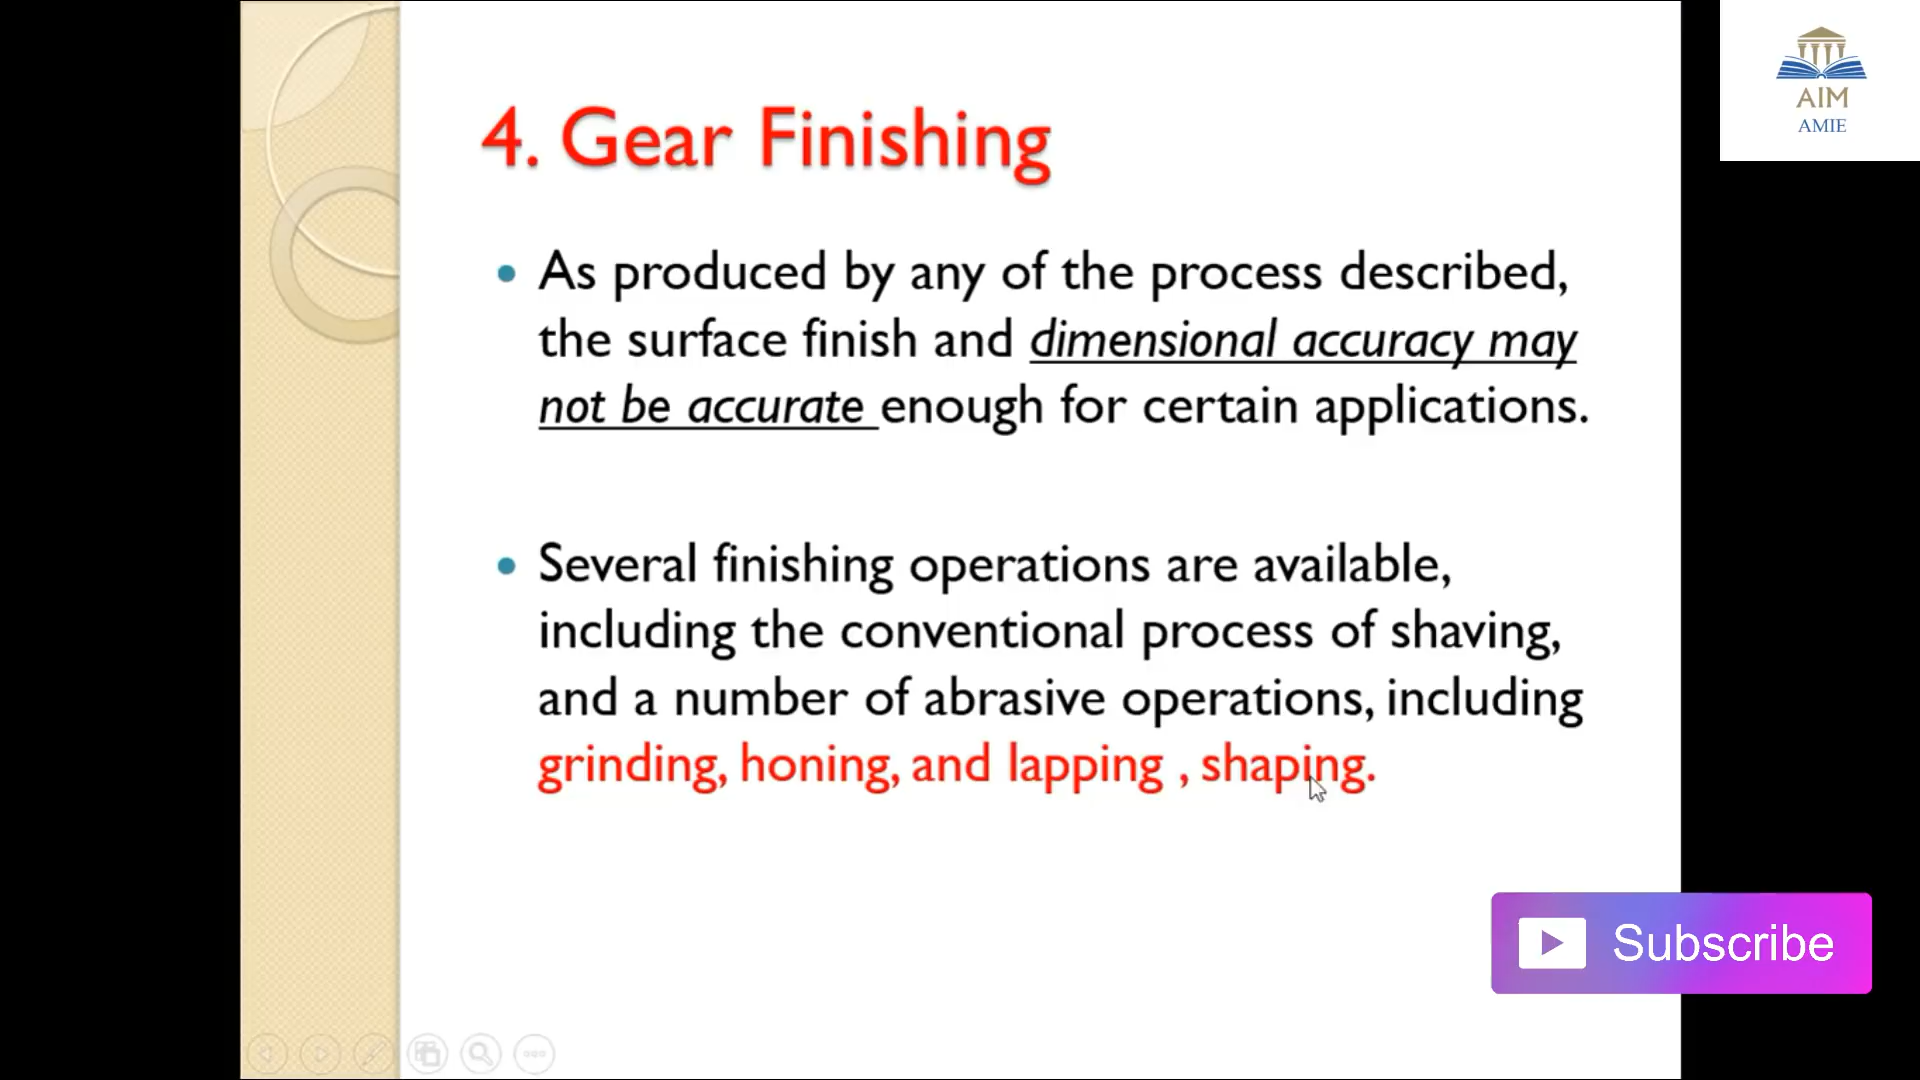 4. Gear Finishing
• As produced by any of the process described,
the surface finish and dimensional accuracy may
not be accurate enough for certain applications.
• Several finishing operations are available,
including the conventional process of shaving,
and a number of abrasive operations, including
grinding, honing, and lapping , shaping.
AIM
AMIE
Subscribe